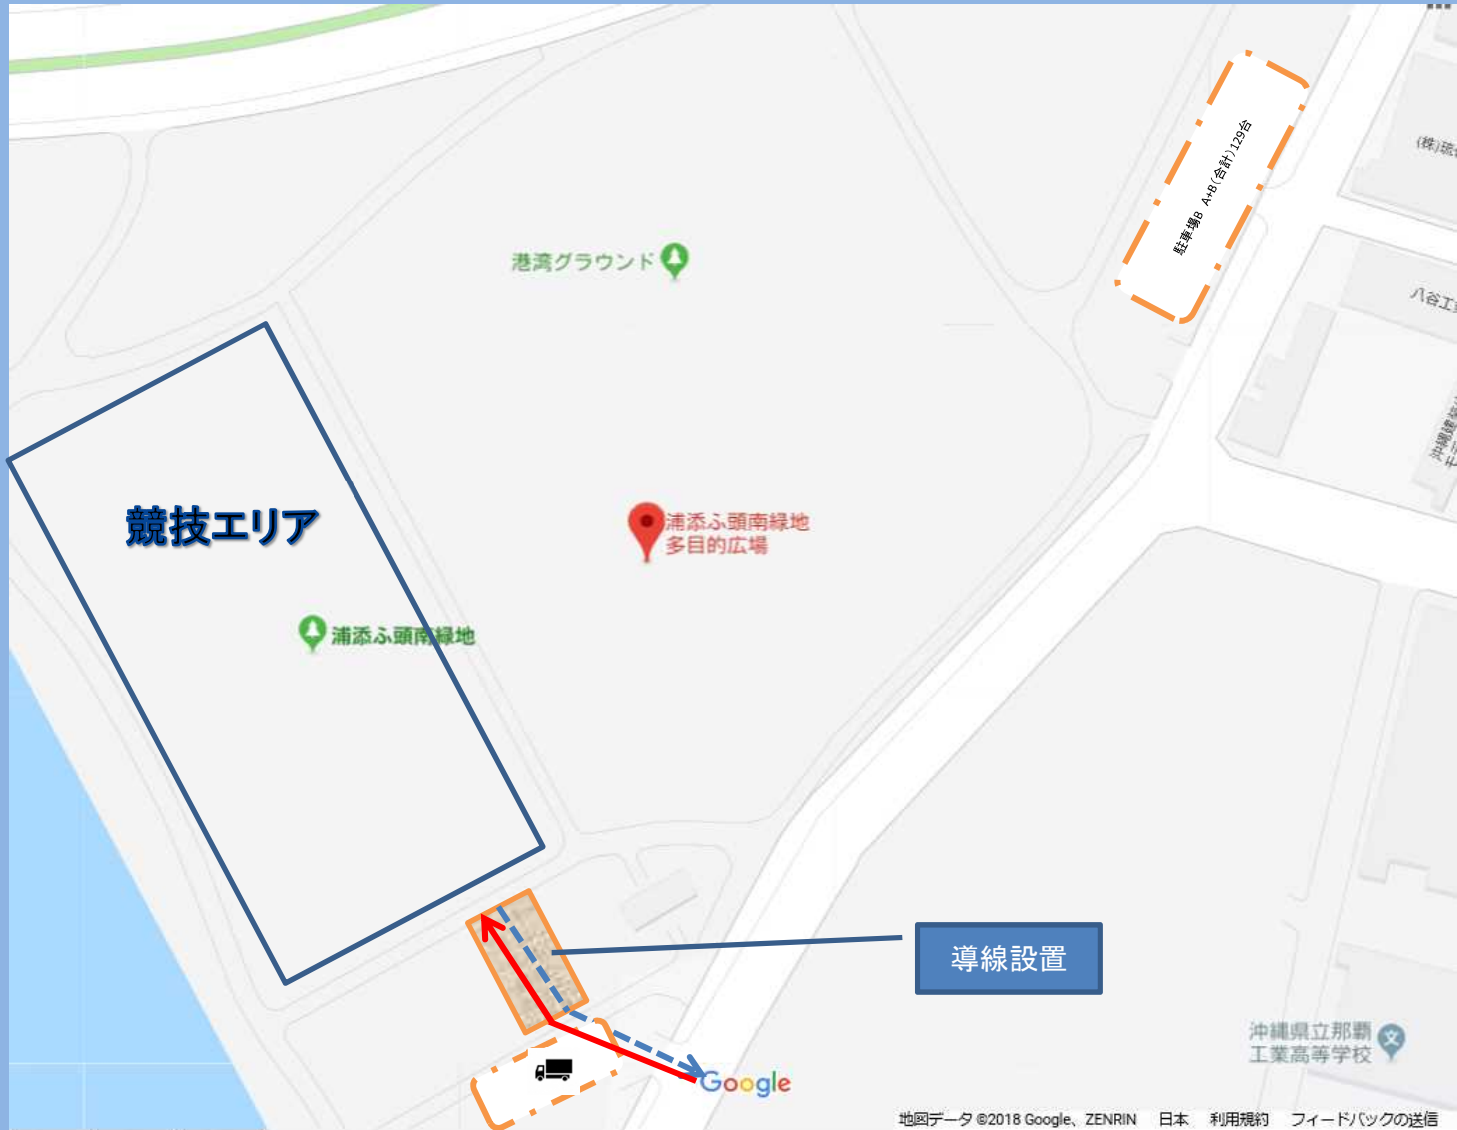 (株)琉
駐車場B A+B(合計)129台
港湾グラウンド
八谷工
競技エリア
浦添ふ頭南緑地
多目的広場
浦添ふ頭南緑地
導線設置
沖縄県立那覇
工業高等学校
文
Google
地図データ ©2018 Google、ZENRIN 日本 利用規約 フィードバックの送信